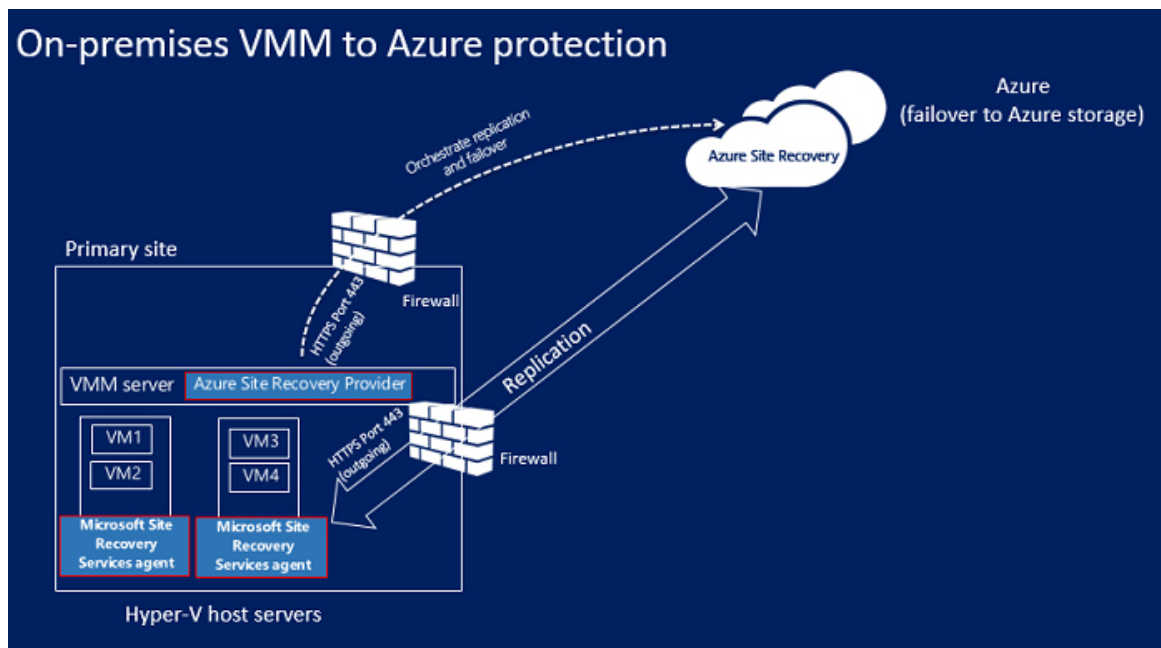 On-premises VMM to Azure protection
Azure
(failover to Azure storage)
Orchestrate replication
and failover
Azure Site Recovery
Primary site
Firewall
HTTPS Port 443
(outgoing)
Replication
VMM server
Azure Site Recovery Provider
HTTPS Port 443
(outgoing)
Firewall
VM1
VM2
VM3
VM4
Microsoft Site
Recovery
Services agent
Microsoft Site
Recovery
Services agent
Hyper-V host servers